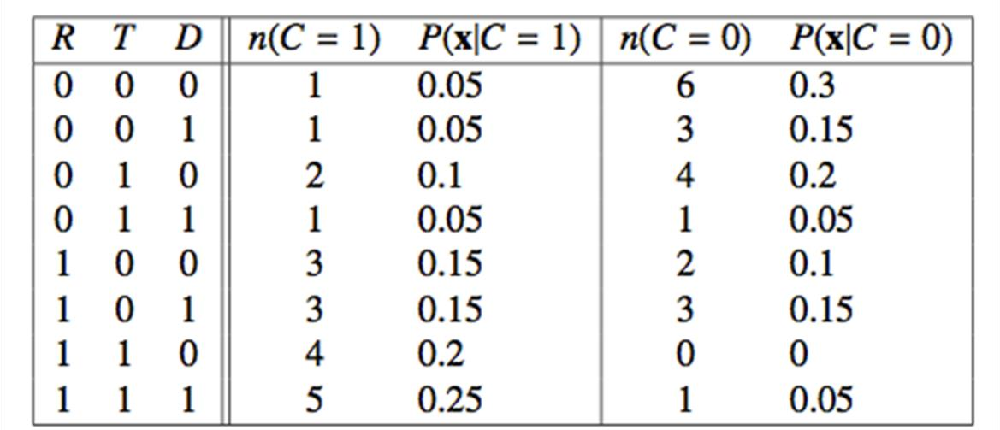 R T D n(C = 1) P(x|C = 1) n(C = 0) P(x|C = 0)
0 0 0 1 0.05 6 0.3
0 0 1 1 0.05 3 0.15
0 1 0 2 0.1 4 0.2
0 1 1 1 0.05 1 0.05
1 0 0 3 0.15 2 0.1
1 0 1 3 0.15 3 0.15
1 1 0 4 0.2 0 0
1 1 1 5 0.25 1 0.05